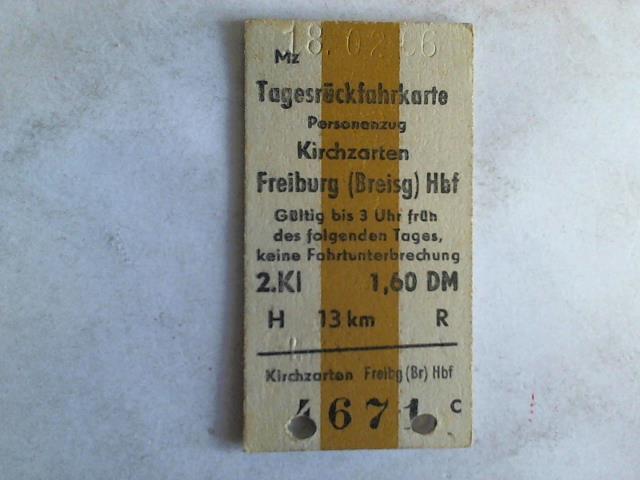 18.02.66
Mz
Tagesrückfahrkarte
Personenzug
Kirchzarten
Freiburg (Breisg) Hbf
Gültig bis 3 Uhr früh
des folgenden Tages,
keine Fahrtunterbrechung
2.Kl 1,60 DM
H 13 km R
Kirchzarten Freibg (Br) Hbf
4671 c